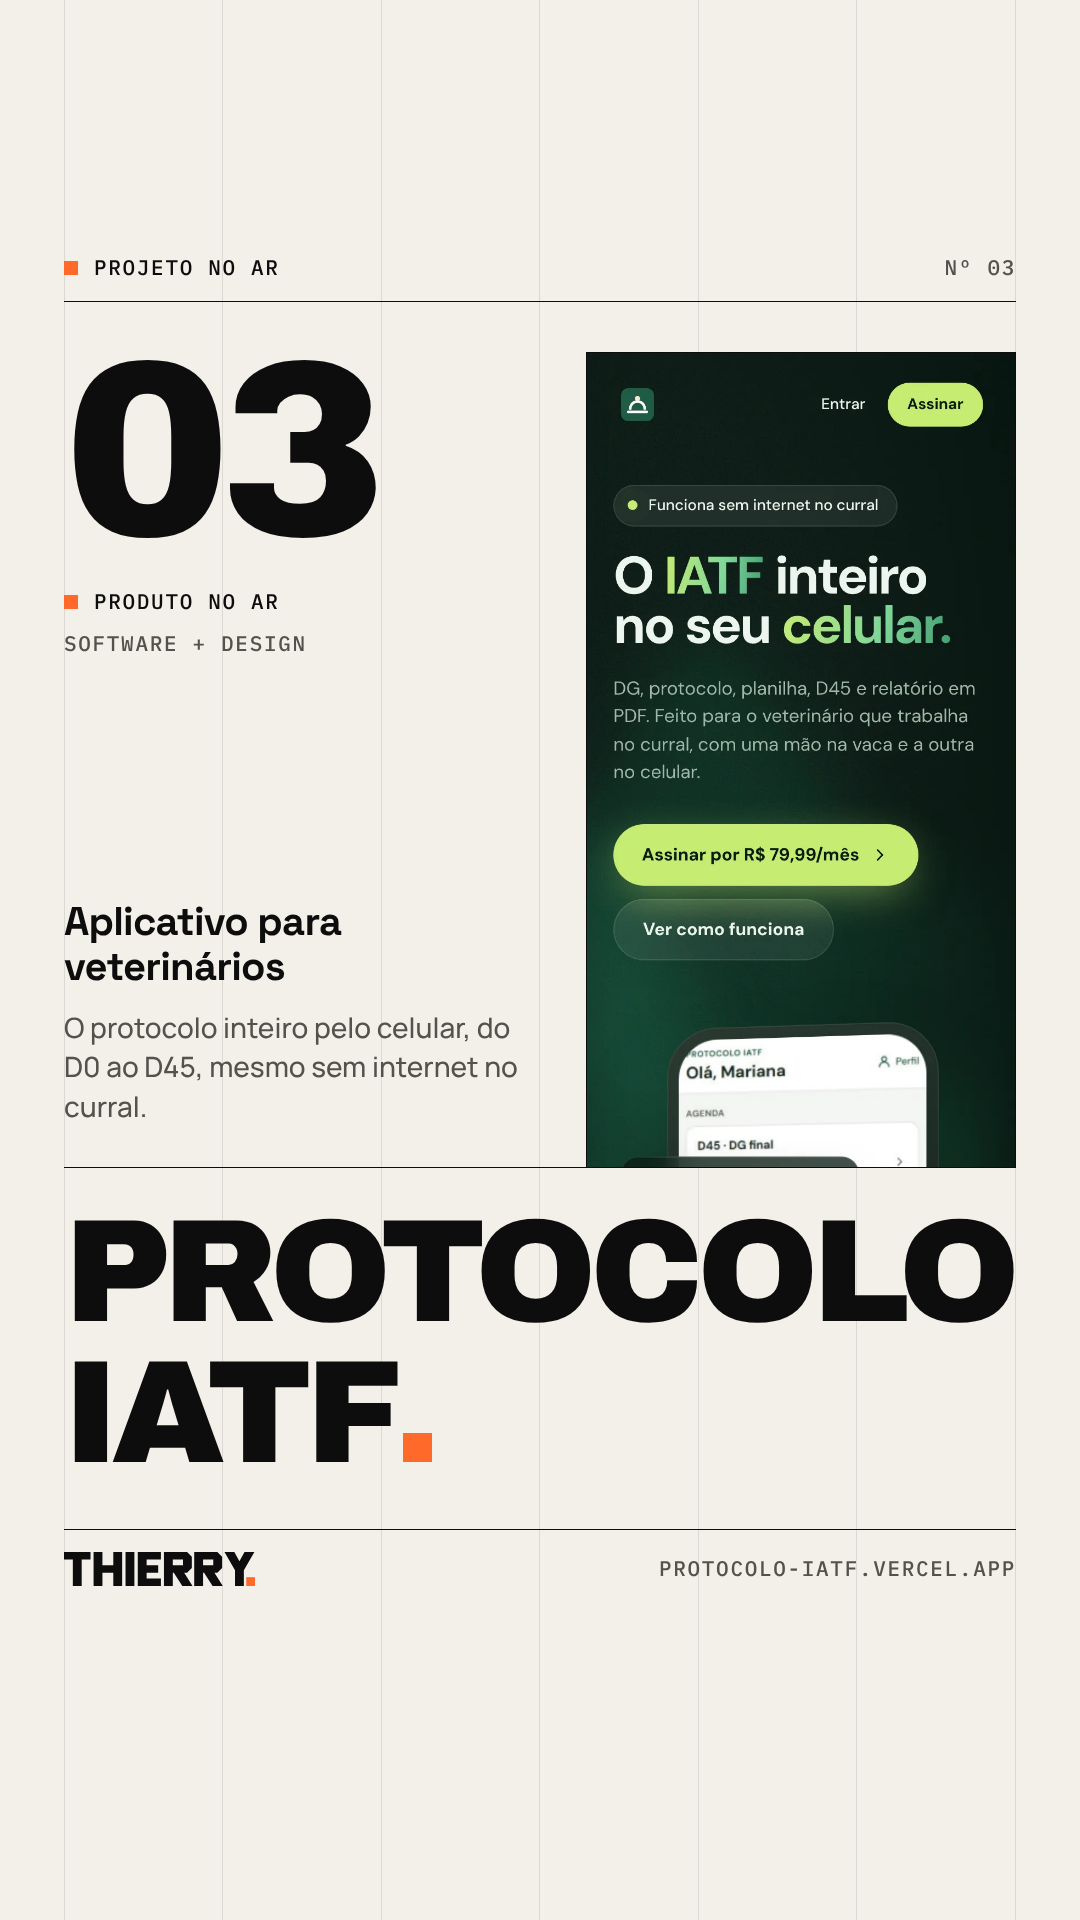 PROJETO NO AR
Nº 03
03
PRODUTO NO AR
SOFTWARE + DESIGN
Aplicativo para
veterinários
O protocolo inteiro pelo celular, do
D0 ao D45, mesmo sem internet no
curral.
Entrar
Assinar
Funciona sem internet no curral
O IATF inteiro
no seu celular.
DG, protocolo, planilha, D45 e relatório em
PDF. Feito para o veterinário que trabalha
no curral, com uma mão na vaca e a outra
no celular.
Assinar por R$ 79,99/mês
Ver como funciona
PROTOCOLO IATF
Olá, Mariana
Perfil
AGENDA
D45 · DG final
PROTOCOLO
IATF.
THIERRY.
PROTOCOLO-IATF.VERCEL.APP